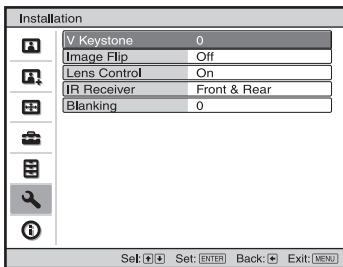 Installation
V Keystone 0
Image Flip Off
Lens Control On
IR Receiver Front & Rear
Blanking 0
Sel: Set: ENTER Back: Exit: MENU